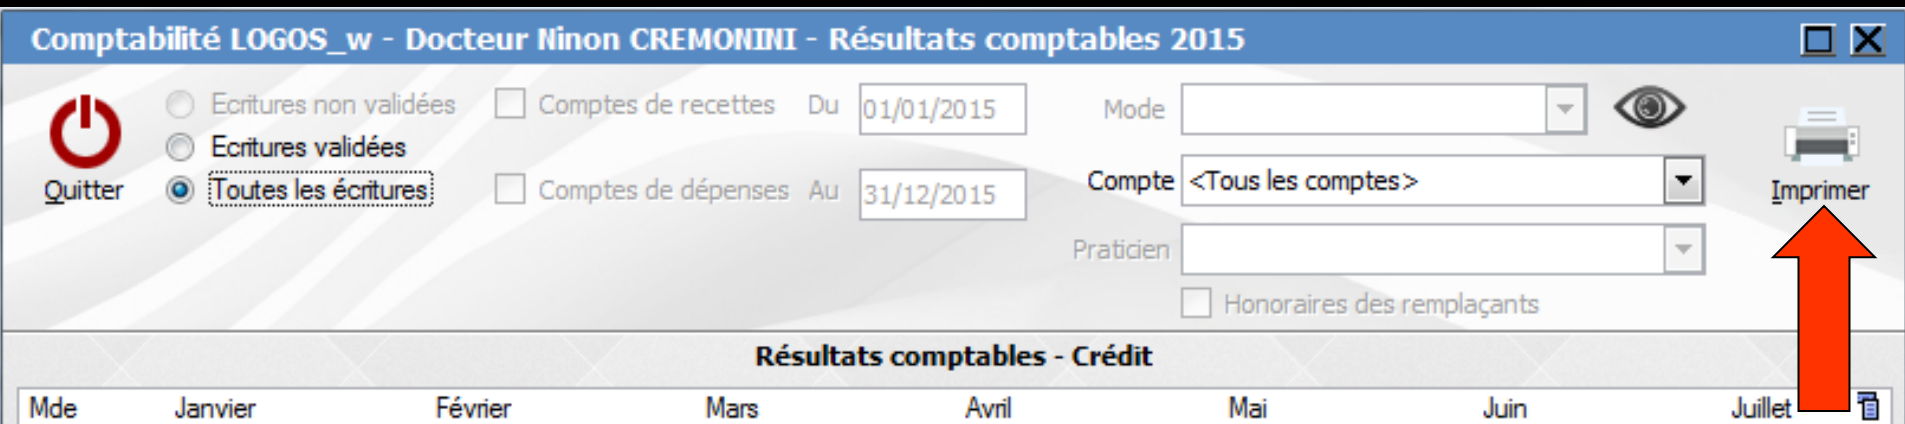 Comptabilité LOGOS_w - Docteur Ninon CREMONINI - Résultats comptables 2015
Ecritures non validées Comptes de recettes Du 01/01/2015 Mode
Ecritures validées
Quitter Toutes les écritures Comptes de dépenses Au 31/12/2015 Compte <Tous les comptes> Imprimer
Praticien
Honoraires des remplaçants
Résultats comptables - Crédit
Mde Janvier Février Mars Avril Mai Juin Juillet